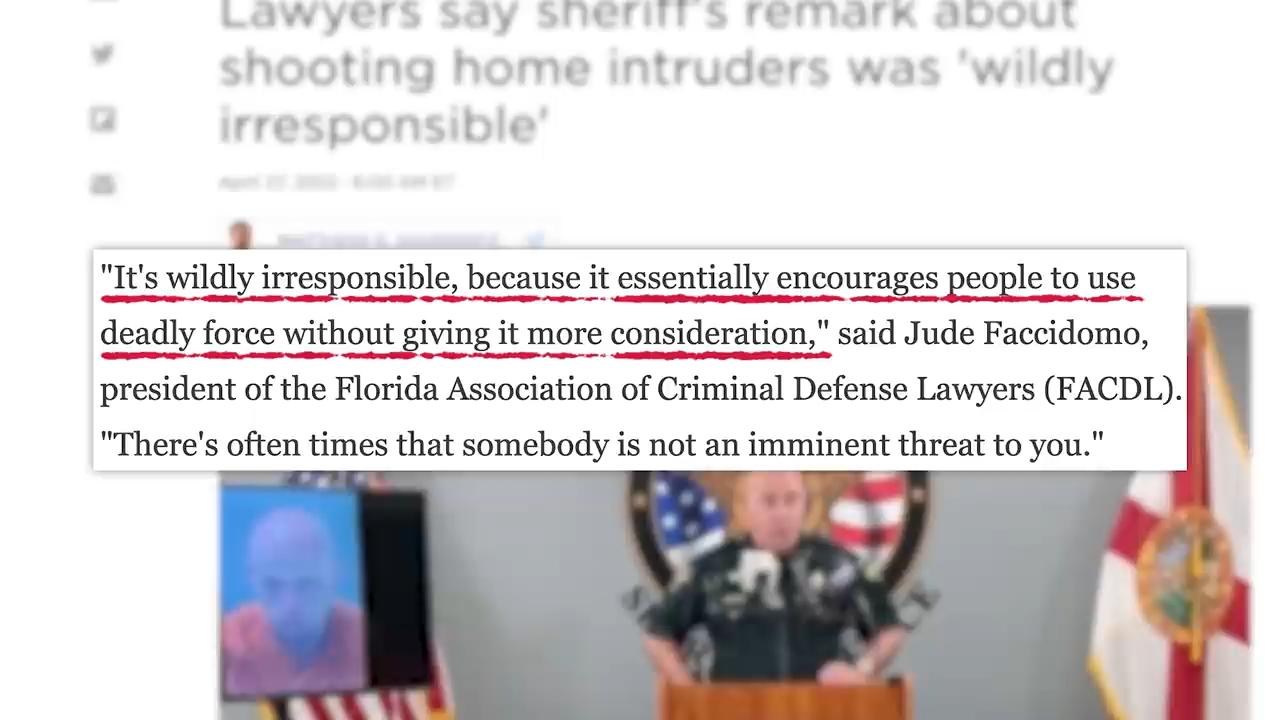 Lawyers say sheriff's remark about
shooting home intruders was 'wildly
irresponsible'
"It's wildly irresponsible, because it essentially encourages people to use
deadly force without giving it more consideration," said Jude Faccidomo,
president of the Florida Association of Criminal Defense Lawyers (FACDL).
"There's often times that somebody is not an imminent threat to you."